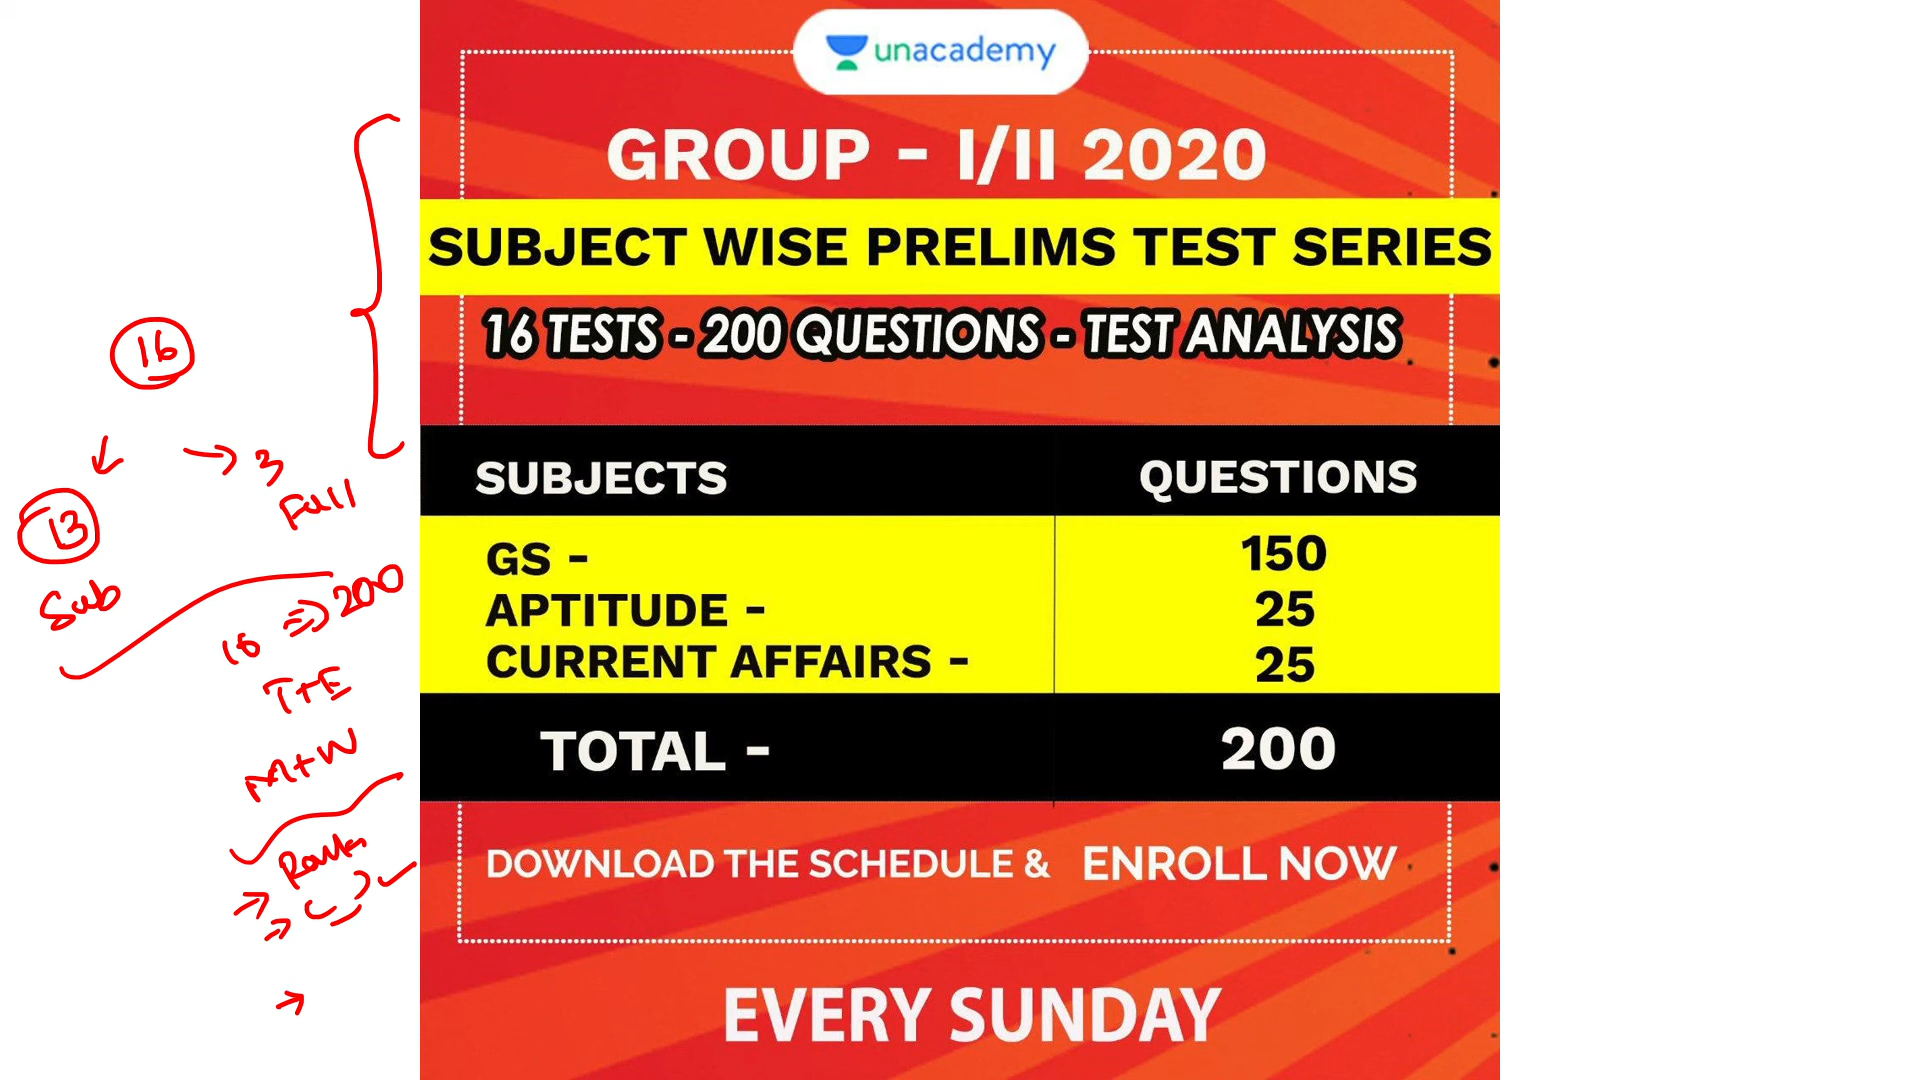 unacademy
GROUP - I/II 2020
SUBJECT WISE PRELIMS TEST SERIES
16 TESTS - 200 QUESTIONS - TEST ANALYSIS
SUBJECTS QUESTIONS
GS - 150
APTITUDE - 25
CURRENT AFFAIRS - 25
TOTAL - 200
DOWNLOAD THE SCHEDULE & ENROLL NOW
EVERY SUNDAY
16
3
Full
13
Sub
16 => 200
T+E
M+W